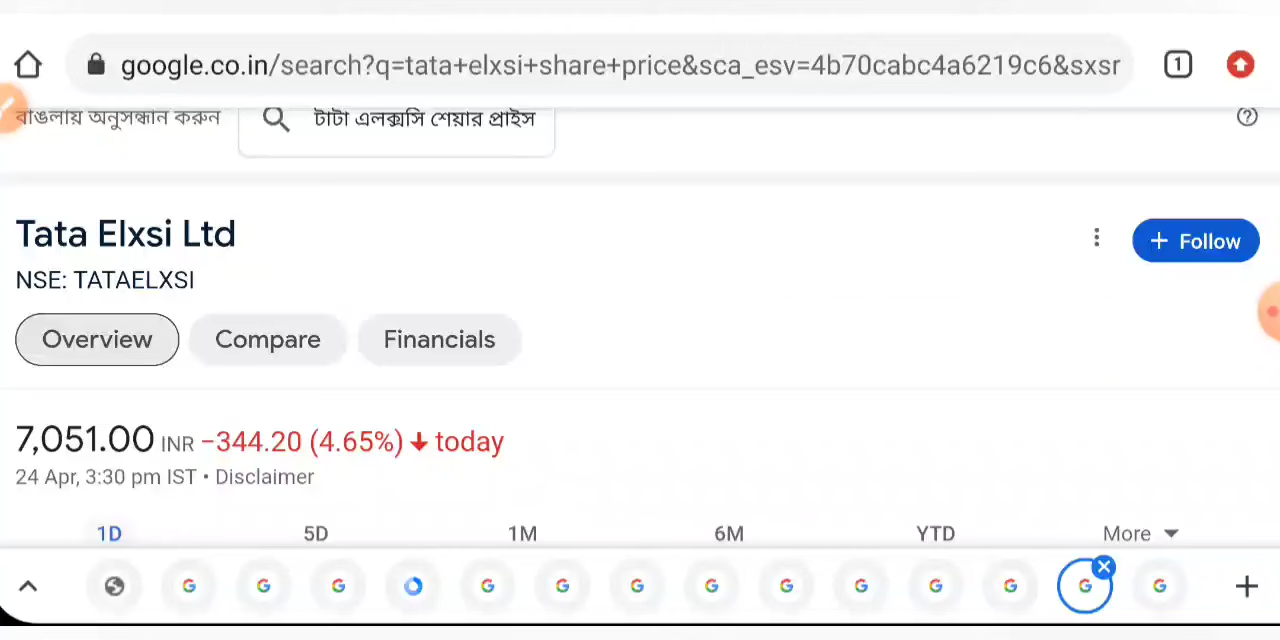 google.co.in/search?q=tata+elxsi+share+price&sca_esv=4b70cabc4a6219c6&sxsr
1
বাঙলায় অনুসন্ধান করুন
টাটা এলক্সসি শেয়ার প্রাইস
Tata Elxsi Ltd
+ Follow
NSE: TATAELXSI
Overview
Compare
Financials
7,051.00 INR −344.20 (4.65%) ↓ today
24 Apr, 3:30 pm IST • Disclaimer
1D 5D 1M 6M YTD More